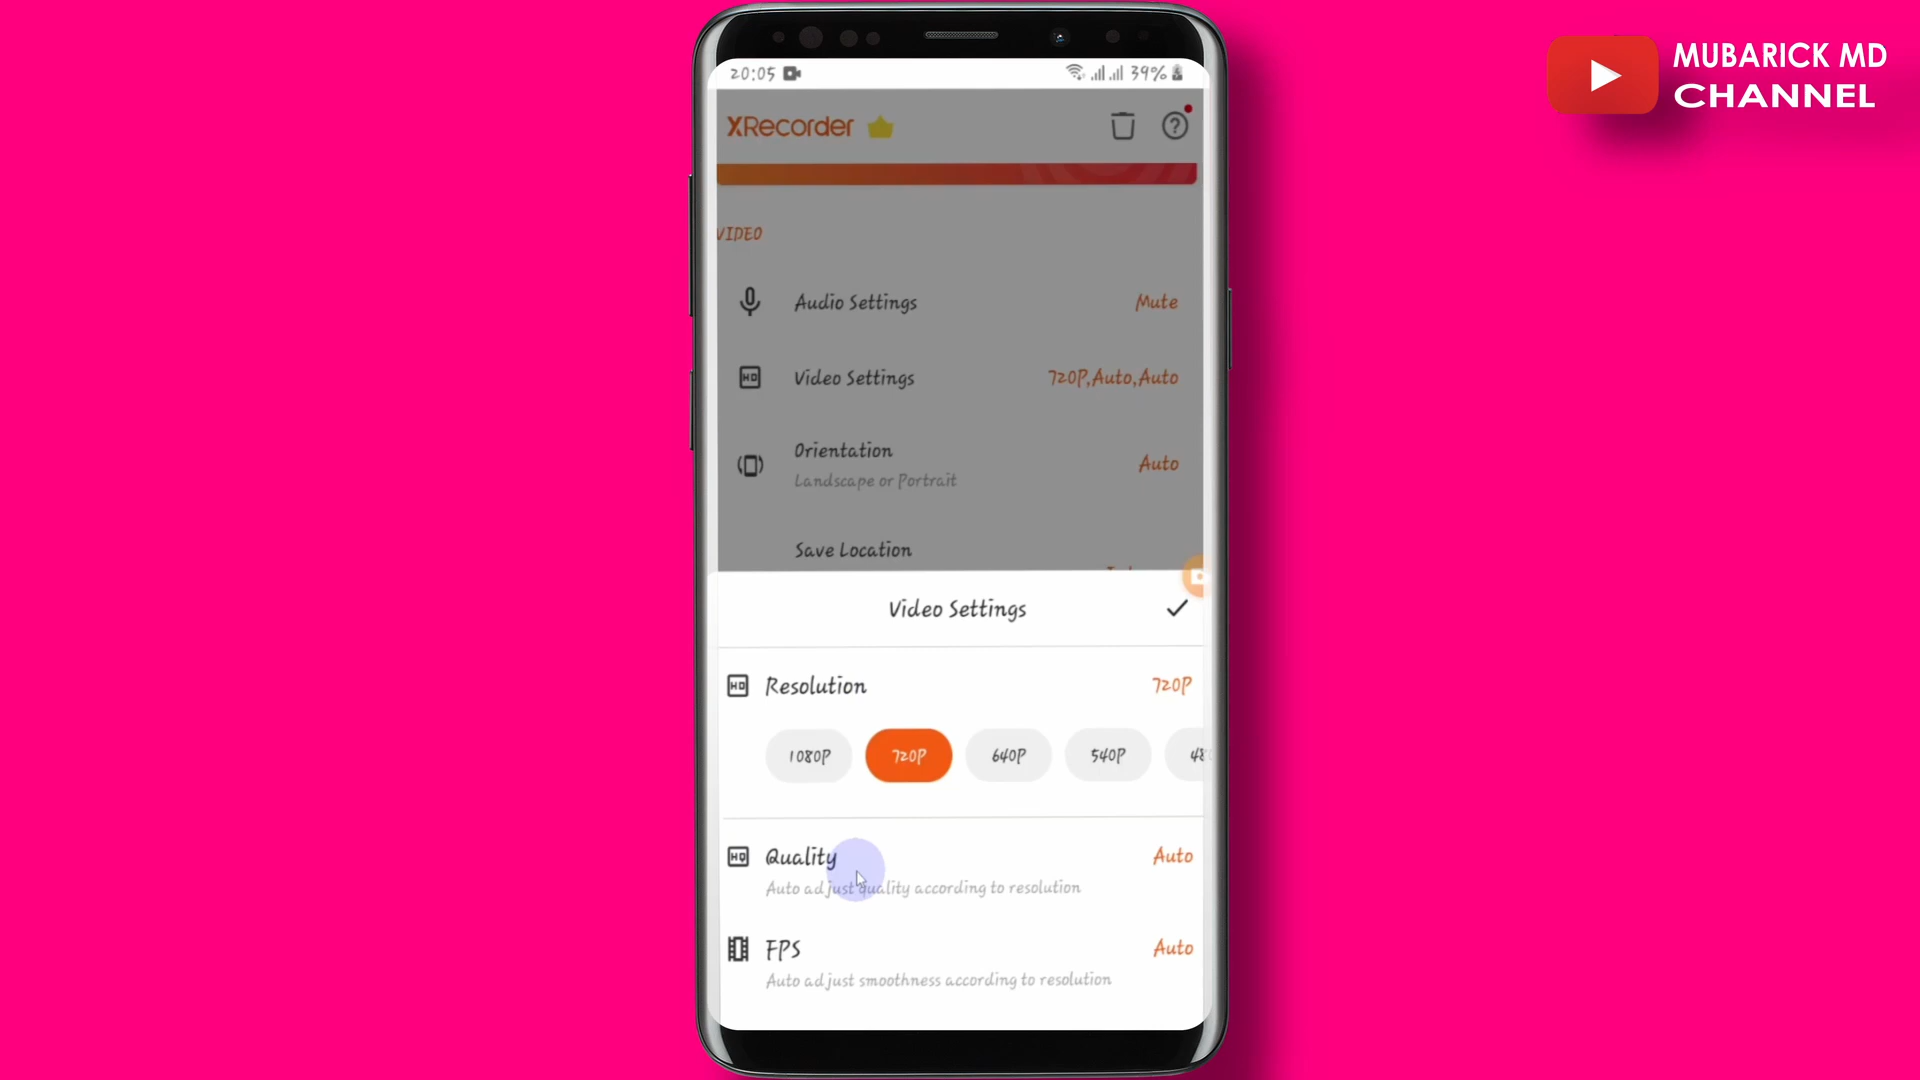 MUBARICK MD
CHANNEL
20:05 39%
XRecorder
VIDEO
Audio Settings Mute
Video Settings 720P,Auto,Auto
Orientation Auto
Landscape or Portrait
Save Location
Video Settings
HD Resolution 720P
1080P 720P 640P 540P 48
HQ Quality Auto
Auto adjust quality according to resolution
FPS Auto
Auto adjust smoothness according to resolution